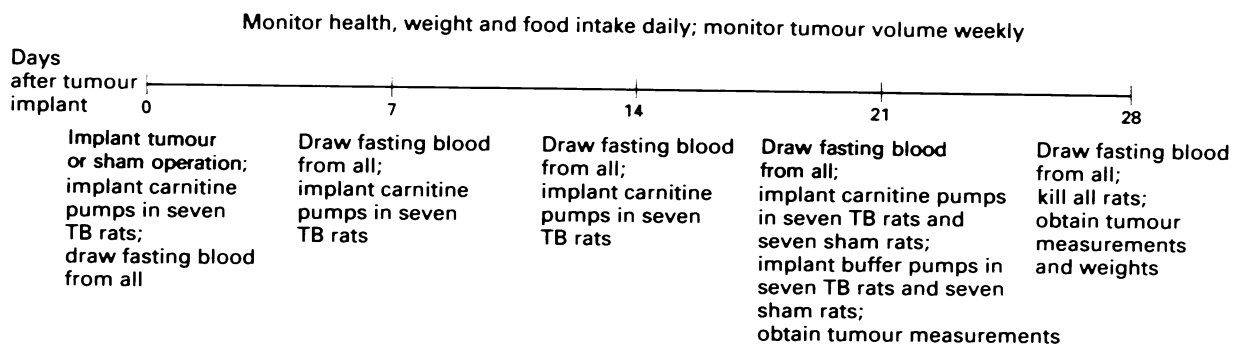 Monitor health, weight and food intake daily; monitor tumour volume weekly
Days
after tumour
implant
0
7
14
21
28
Implant tumour
or sham operation;
implant carnitine
pumps in seven
TB rats;
draw fasting blood
from all
Draw fasting blood
from all;
implant carnitine
pumps in seven
TB rats
Draw fasting blood
from all;
implant carnitine
pumps in seven
TB rats
Draw fasting blood
from all;
implant carnitine pumps
in seven TB rats and
seven sham rats;
implant buffer pumps in
seven TB rats and seven
sham rats;
obtain tumour measurements
Draw fasting blood
from all;
kill all rats;
obtain tumour
measurements
and weights